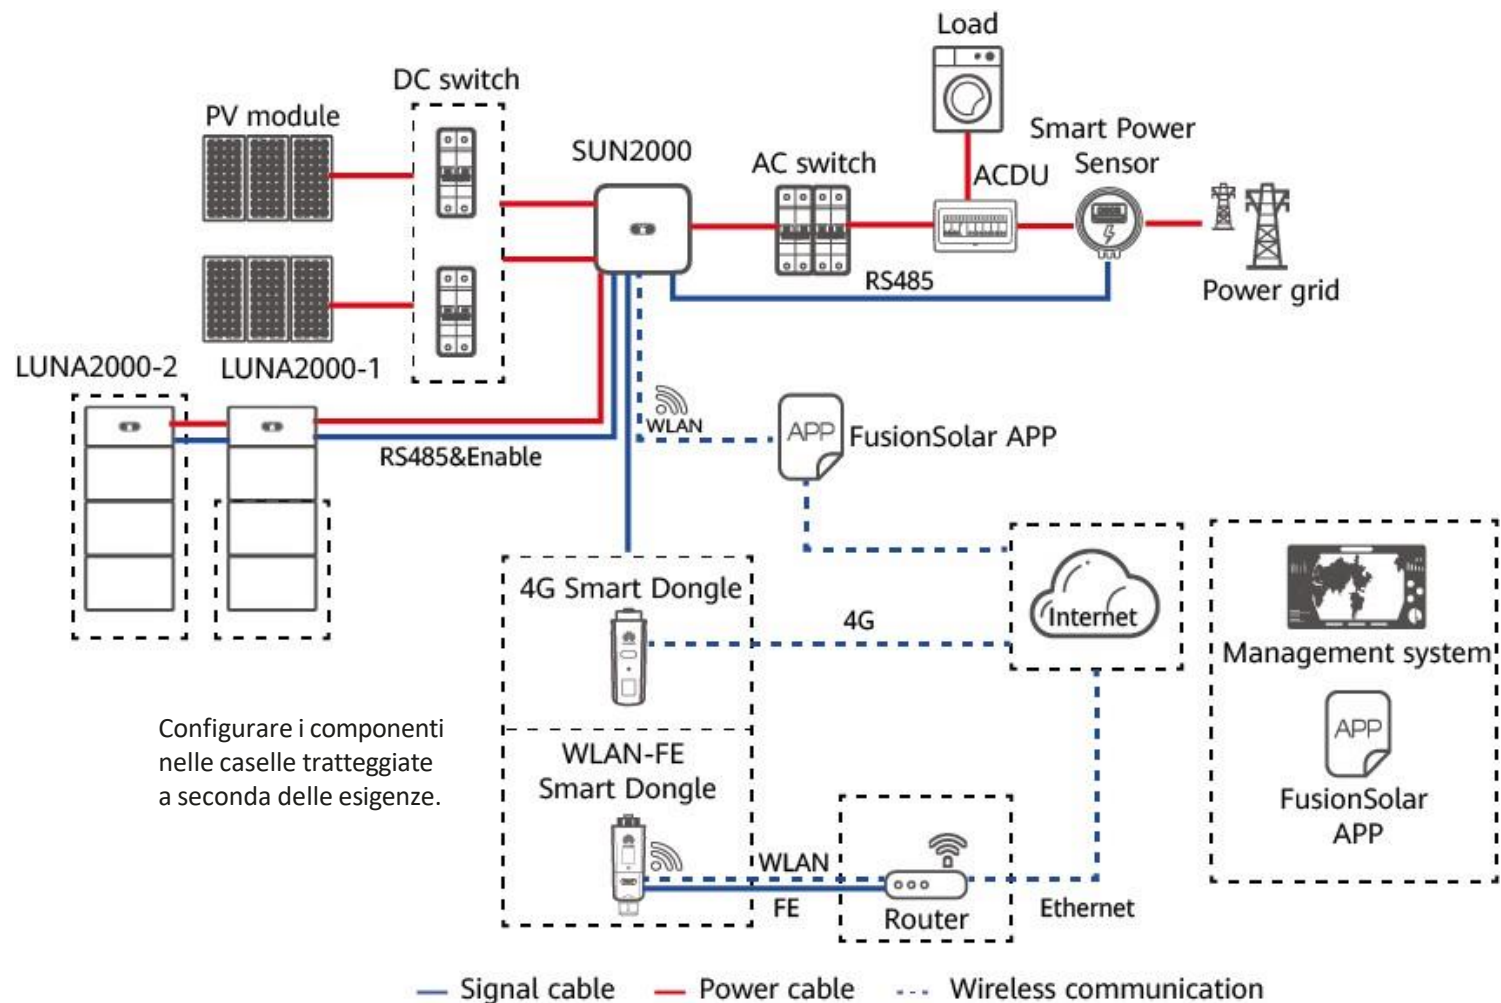 Load
DC switch
PV module
Smart Power
Sensor
SUN2000
AC switch
ACDU
RS485
Power grid
LUNA2000-2
LUNA2000-1
WLAN
APP
FusionSolar APP
RS485&Enable
4G Smart Dongle
4G
Internet
Management system
Configurare i componenti
nelle caselle tratteggiate
a seconda delle esigenze.
WLAN-FE
Smart Dongle
APP
FusionSolar
APP
WLAN
FE
Router
Ethernet
Signal cable
Power cable
Wireless communication